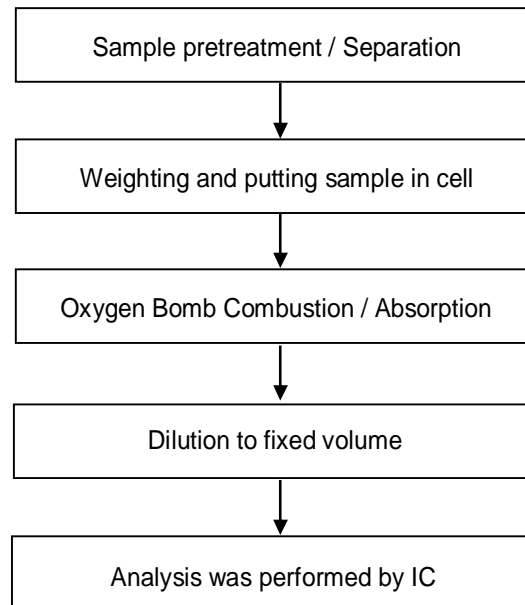 Sample pretreatment / Separation
Weighting and putting sample in cell
Oxygen Bomb Combustion / Absorption
Dilution to fixed volume
Analysis was performed by IC